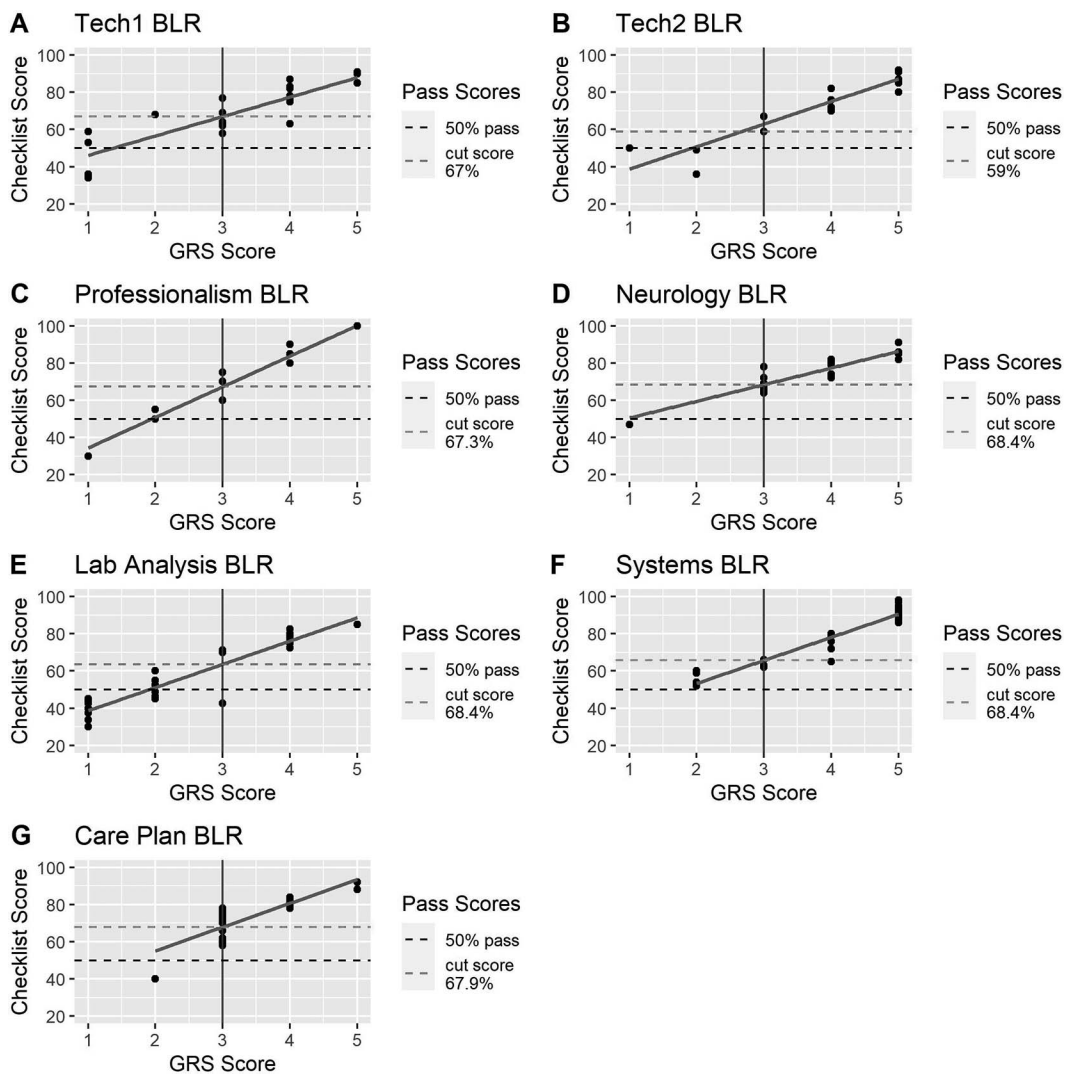 A Tech1 BLR
100
80
60
40
20
Checklist Score
1 2 3 4 5
GRS Score
Pass Scores
50% pass
cut score
67%
B Tech2 BLR
100
80
60
40
20
Checklist Score
1 2 3 4 5
GRS Score
Pass Scores
50% pass
cut score
59%
C Professionalism BLR
100
80
60
40
20
Checklist Score
1 2 3 4 5
GRS Score
Pass Scores
50% pass
cut score
67.3%
D Neurology BLR
100
80
60
40
20
Checklist Score
1 2 3 4 5
GRS Score
Pass Scores
50% pass
cut score
68.4%
E Lab Analysis BLR
100
80
60
40
20
Checklist Score
1 2 3 4 5
GRS Score
Pass Scores
50% pass
cut score
68.4%
F Systems BLR
100
80
60
40
20
Checklist Score
1 2 3 4 5
GRS Score
Pass Scores
50% pass
cut score
68.4%
G Care Plan BLR
100
80
60
40
20
Checklist Score
1 2 3 4 5
GRS Score
Pass Scores
50% pass
cut score
67.9%